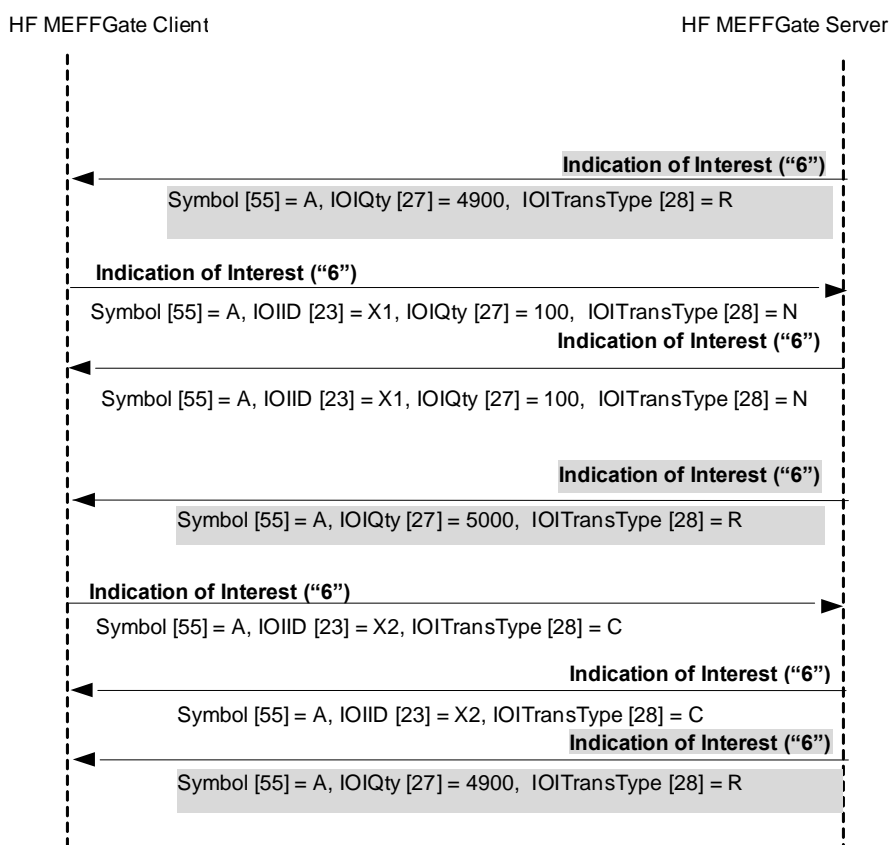 HF MEFFGate Client HF MEFFGate Server
Indication of Interest (“6”)
Symbol [55] = A, IOIQty [27] = 4900, IOITransType [28] = R
Indication of Interest (“6”)
Symbol [55] = A, IOIID [23] = X1, IOIQty [27] = 100, IOITransType [28] = N
Indication of Interest (“6”)
Symbol [55] = A, IOIID [23] = X1, IOIQty [27] = 100, IOITransType [28] = N
Indication of Interest (“6”)
Symbol [55] = A, IOIQty [27] = 5000, IOITransType [28] = R
Indication of Interest (“6”)
Symbol [55] = A, IOIID [23] = X2, IOITransType [28] = C
Indication of Interest (“6”)
Symbol [55] = A, IOIID [23] = X2, IOITransType [28] = C
Indication of Interest (“6”)
Symbol [55] = A, IOIQty [27] = 4900, IOITransType [28] = R